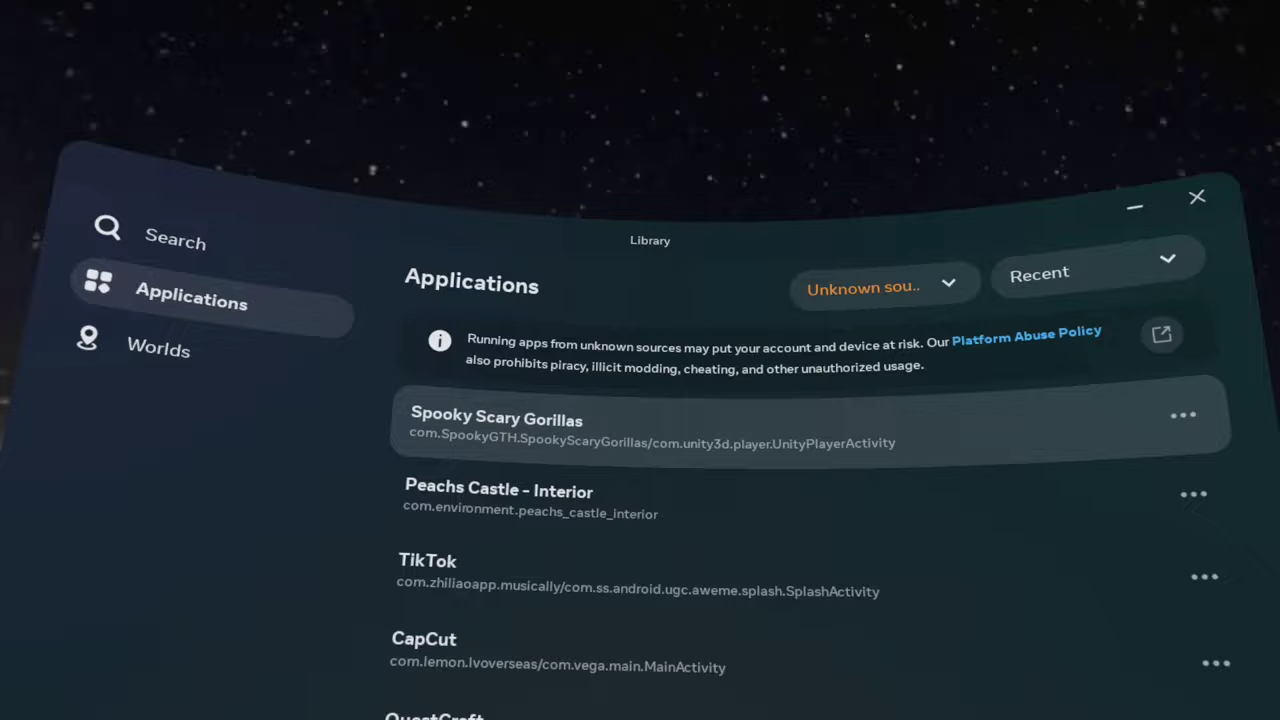 Library
Search
Applications
Worlds
Applications
Unknown sou..
Recent
Running apps from unknown sources may put your account and device at risk. Our Platform Abuse Policy
also prohibits piracy, illicit modding, cheating, and other unauthorized usage.
Spooky Scary Gorillas
com.SpookyGTH.SpookyScaryGorillas/com.unity3d.player.UnityPlayerActivity
Peachs Castle - Interior
com.environment.peachs_castle_interior
TikTok
com.zhiliaoapp.musically/com.ss.android.ugc.aweme.splash.SplashActivity
CapCut
com.lemon.lvoverseas/com.vega.main.MainActivity
QuestCraft